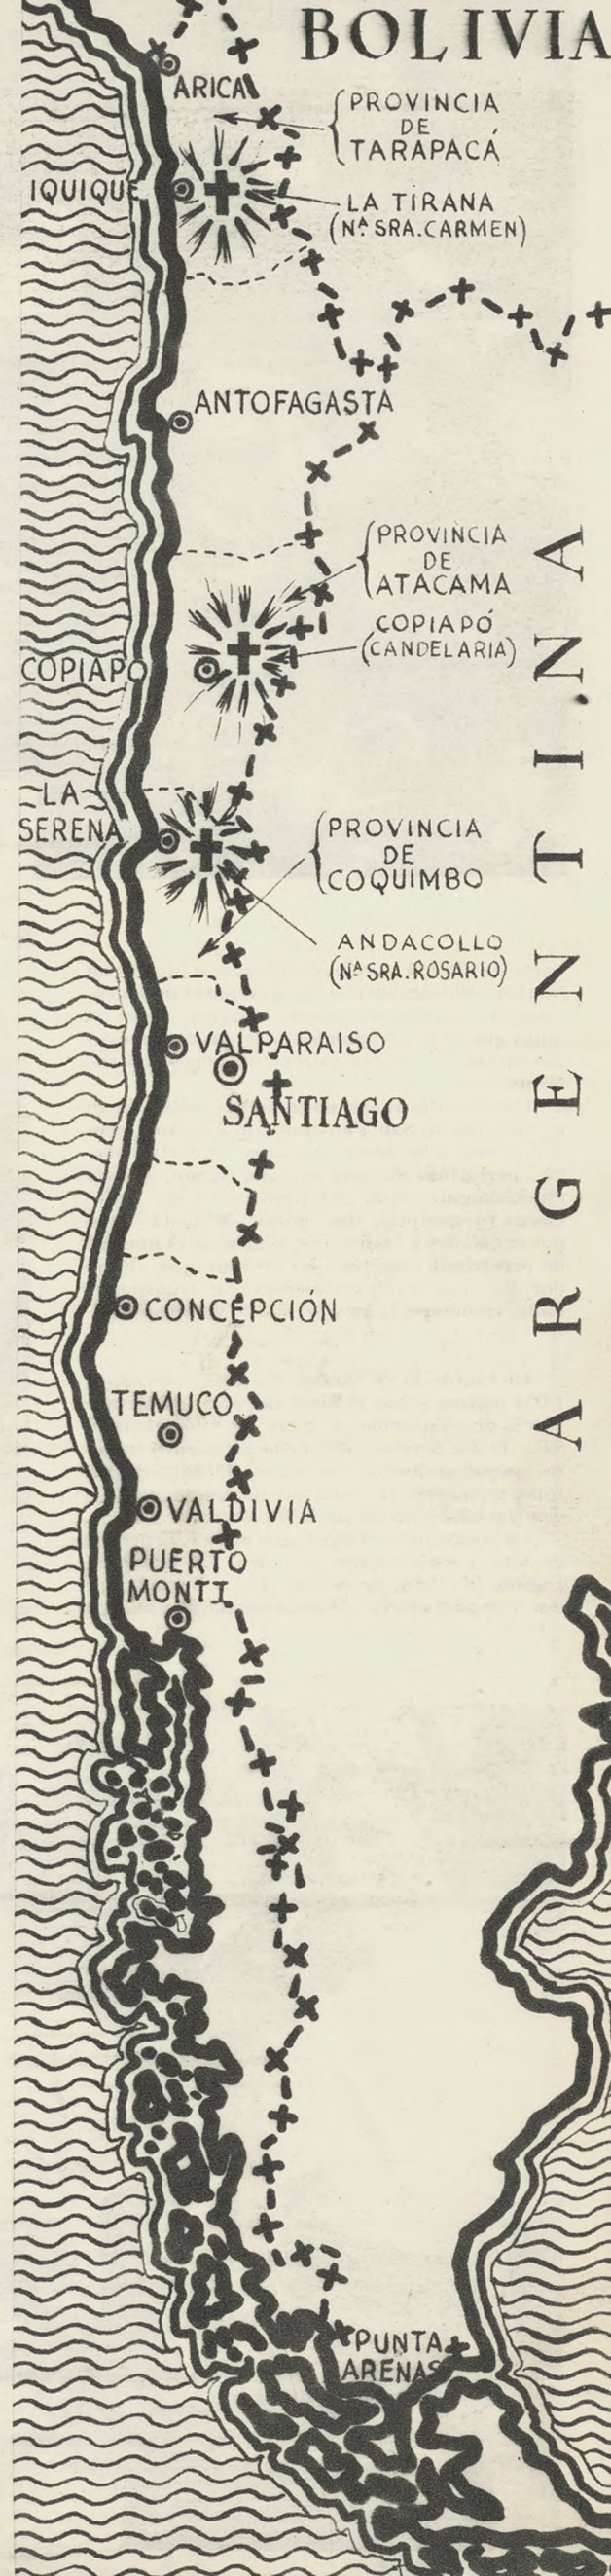 BOLIVIA
ARICA
PROVINCIA
DE
TARAPACÁ
IQUIQUE
LA TIRANA
(Nᴬ SRA. CARMEN)
ANTOFAGASTA
PROVINCIA
DE
ATACAMA
COPIAPÓ
(CANDELARIA)
COPIAPO
LA
SERENA
PROVINCIA
DE
COQUIMBO
ANDACOLLO
(Nᴬ SRA. ROSARIO)
VALPARAISO
SANTIAGO
ARGENTINA
CONCEPCIÓN
TEMUCO
VALDIVIA
PUERTO
MONTT
PUNTA
ARENAS